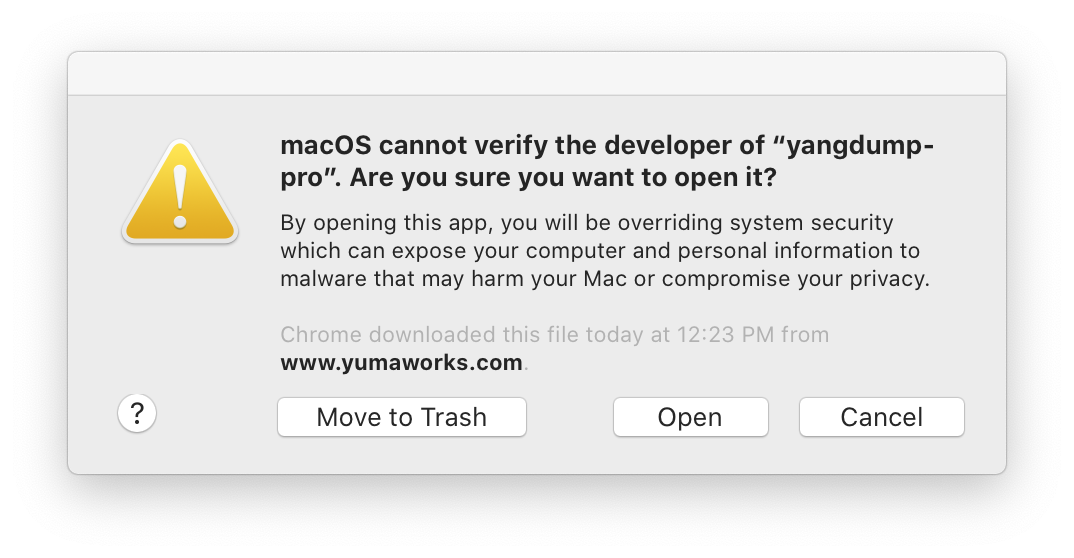 macOS cannot verify the developer of “yangdump-
pro”. Are you sure you want to open it?
By opening this app, you will be overriding system security
which can expose your computer and personal information to
malware that may harm your Mac or compromise your privacy.
Chrome downloaded this file today at 12:23 PM from
www.yumaworks.com.
? Move to Trash Open Cancel